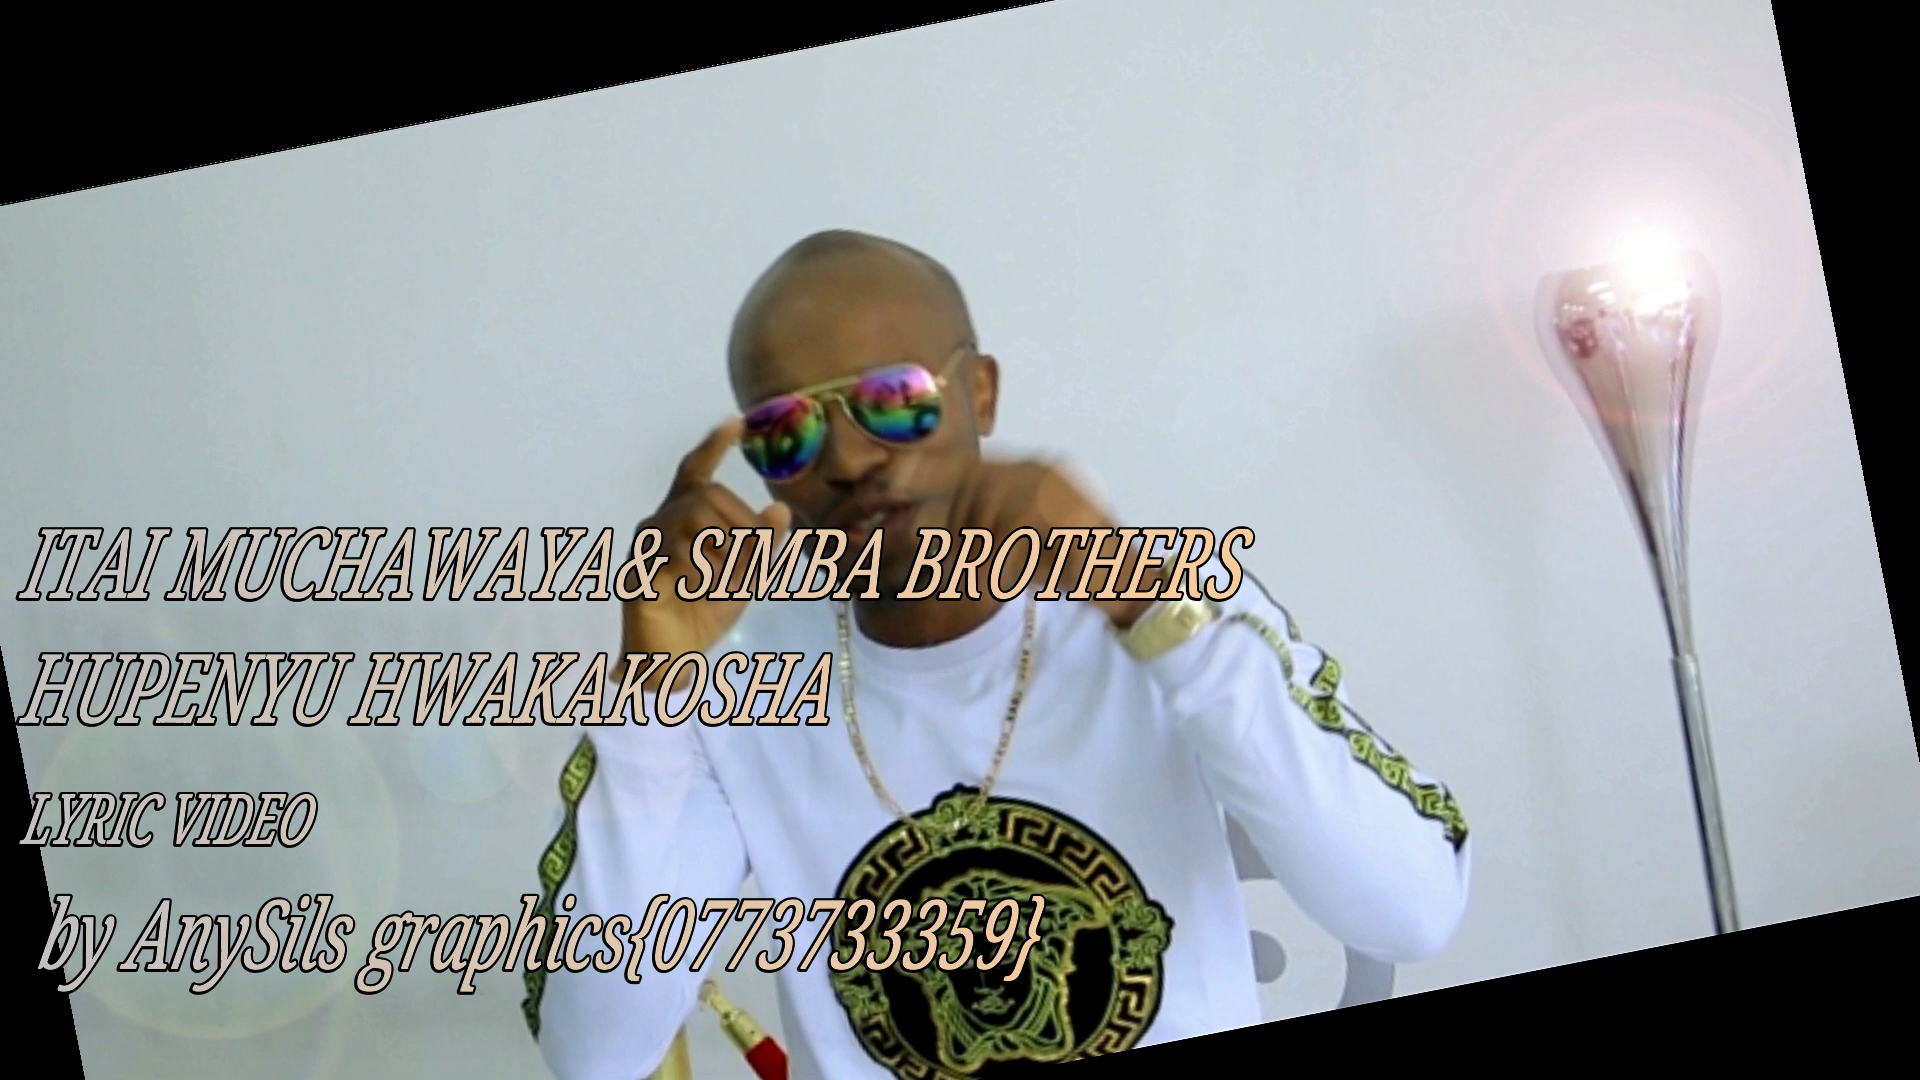 ITAI MUCHAWAYA& SIMBA BROTHERS
HUPENYU HWAKAKOSHA
LYRIC VIDEO
by AnySils graphics{0773733359}